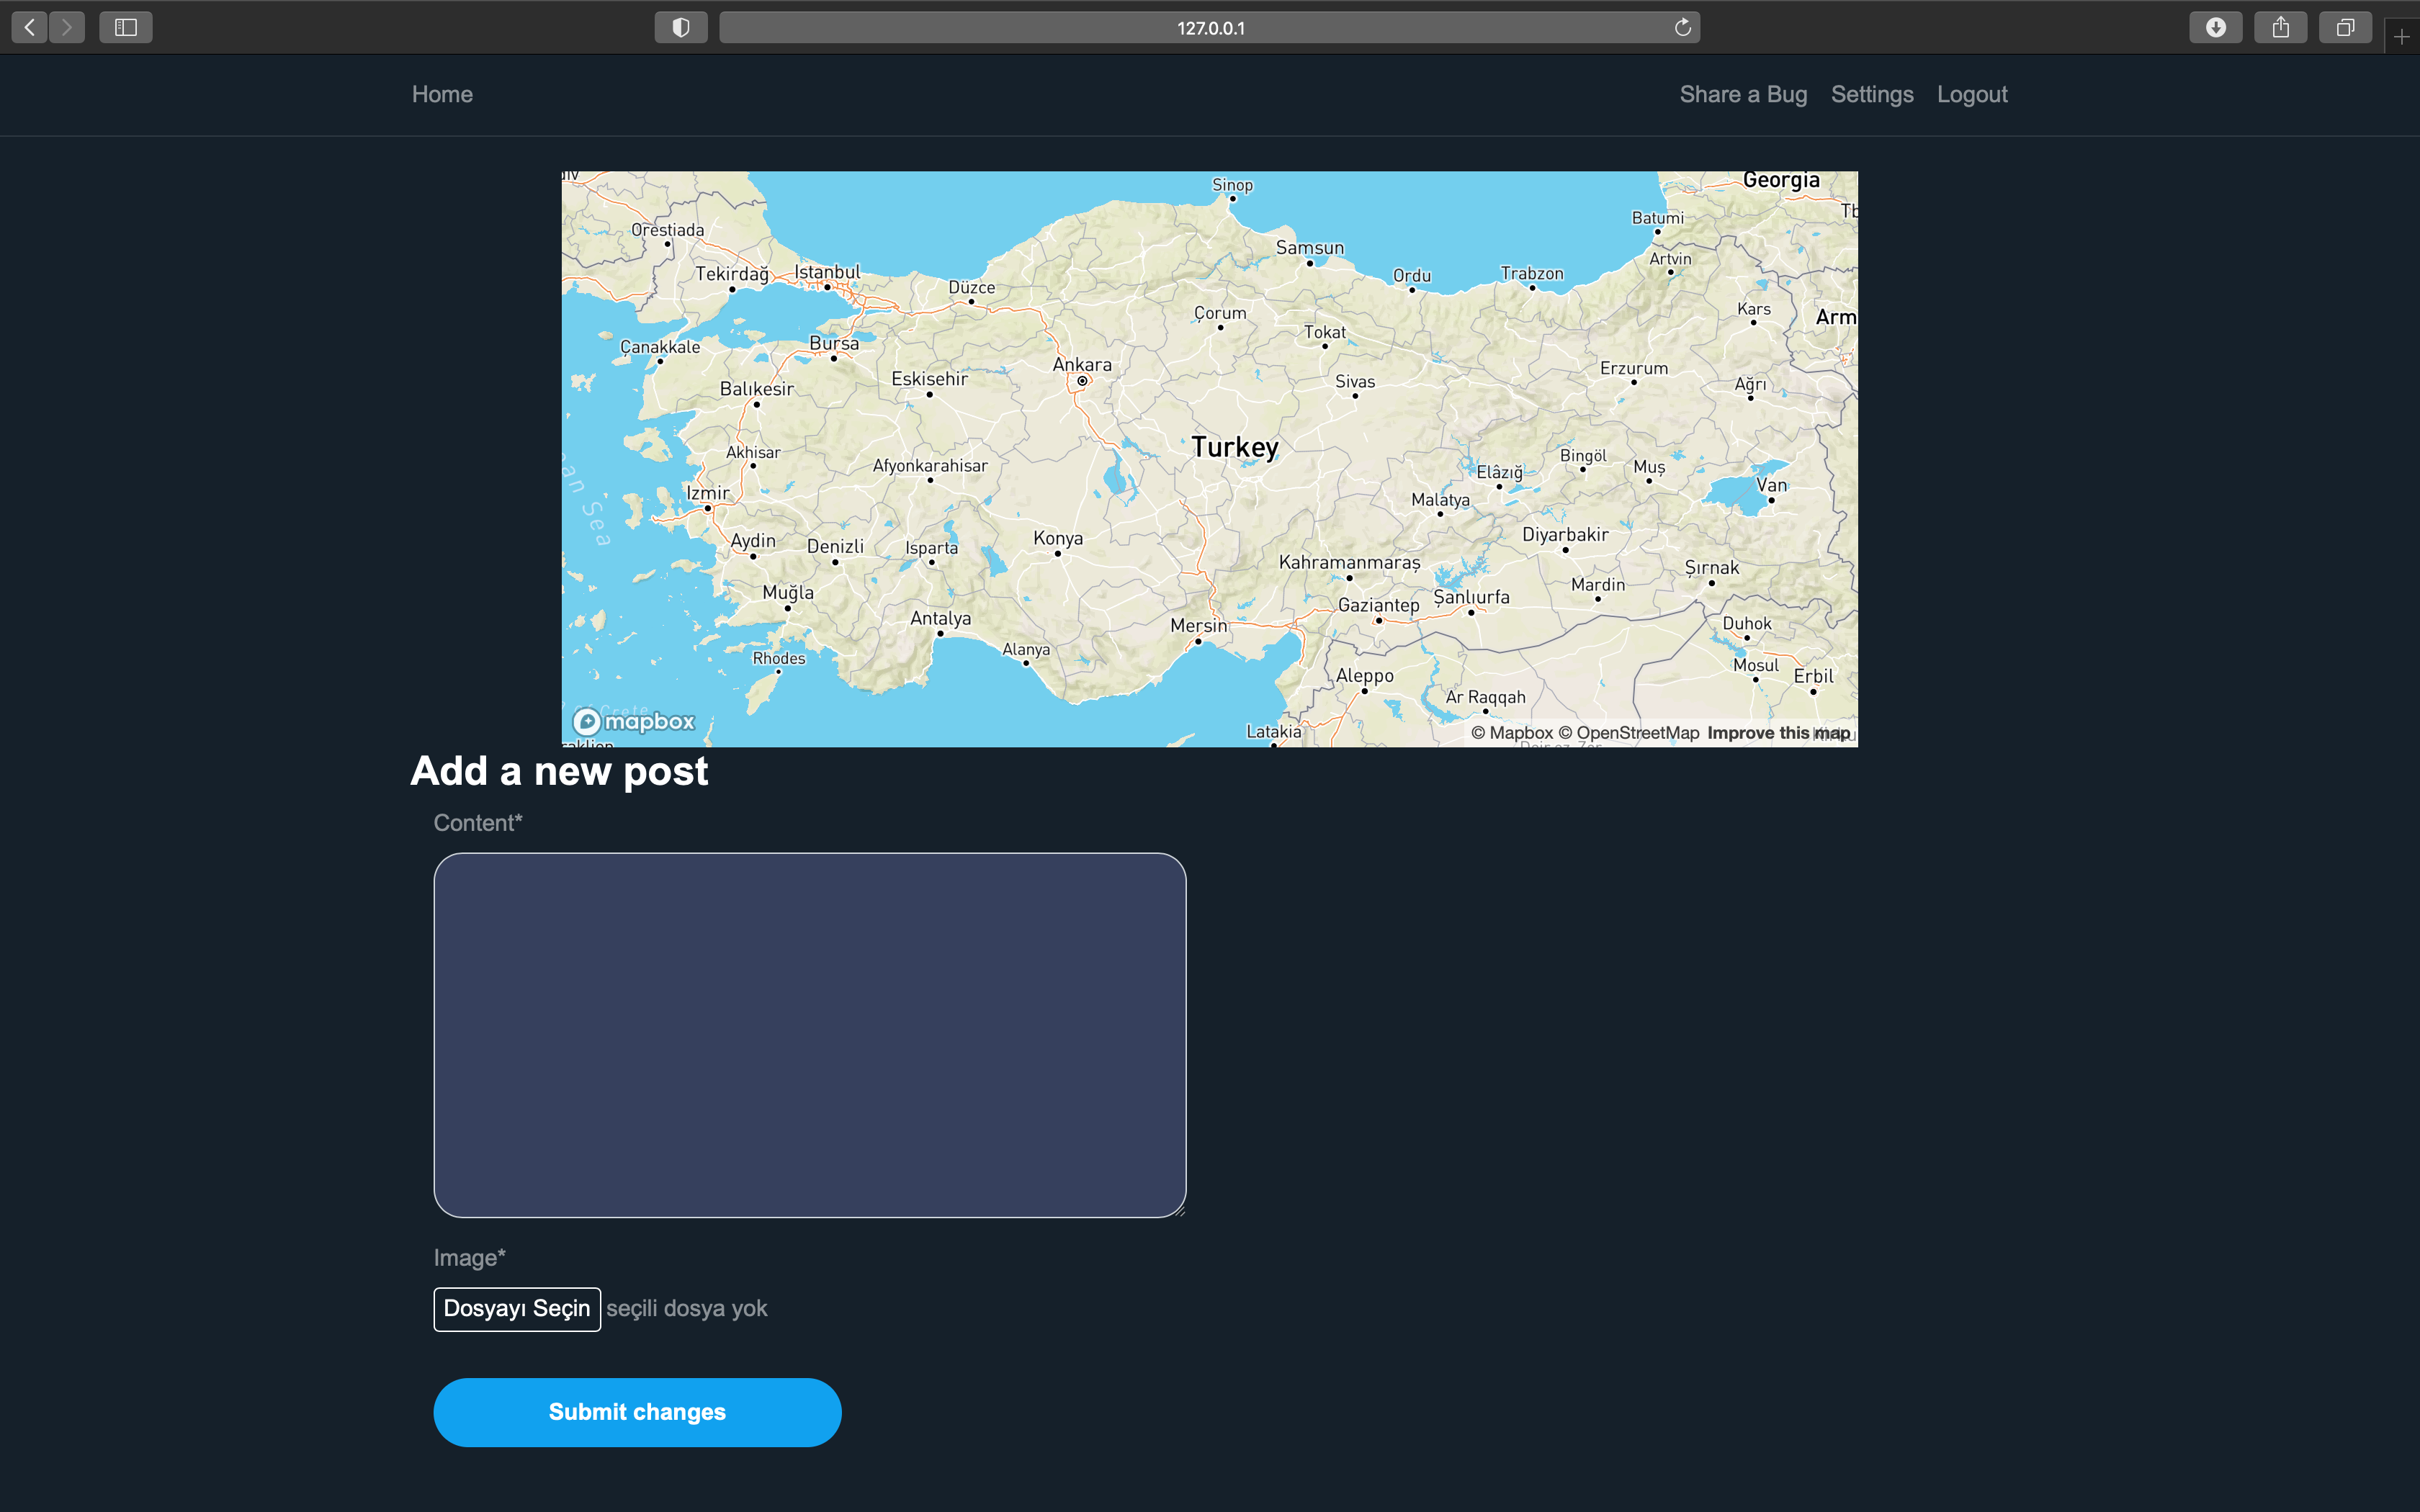 127.0.0.1
Home
Share a Bug Settings Logout
Sinop
Georgia
Batumi
Orestiada
Samsun
Artvin
Tekirdağ
Istanbul
Ordu
Trabzon
Düzce
Kars
Çorum
Arm
Tokat
Çanakkale
Bursa
Ankara
Erzurum
Eskisehir
Sivas
Ağrı
Balıkesir
Turkey
Akhisar
Bingöl
Afyonkarahisar
Muş
Elâzığ
Van
Izmir
Malatya
Sea
Diyarbakir
Konya
Aydin
Denizli
Isparta
Kahramanmaraş
Şırnak
Mardin
Muğla
Şanlıurfa
Gaziantep
Antalya
Duhok
Mersin
Alanya
Rhodes
Mosul
Aleppo
Erbil
Ar Raqqah
of Crete
mapbox
Latakia
© Mapbox © OpenStreetMap Improve this map
Add a new post
Content*
Image*
Dosyayı Seçin seçili dosya yok
Submit changes